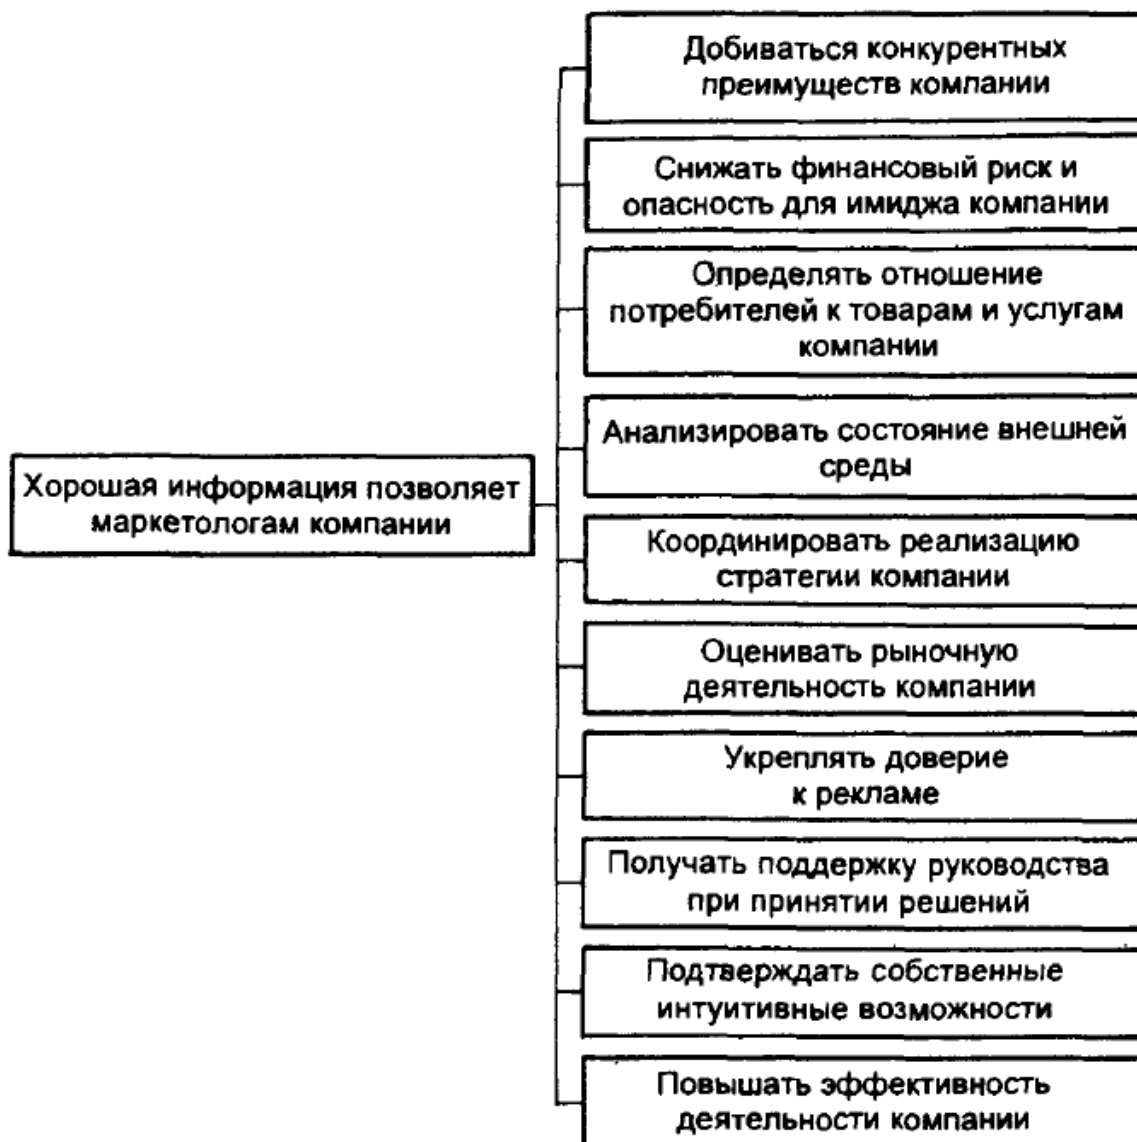 Хорошая информация позволяет
маркетологам компании
Добиваться конкурентных
преимуществ компании
Снижать финансовый риск и
опасность для имиджа компании
Определять отношение
потребителей к товарам и услугам
компании
Анализировать состояние внешней
среды
Координировать реализацию
стратегии компании
Оценивать рыночную
деятельность компании
Укреплять доверие
к рекламе
Получать поддержку руководства
при принятии решений
Подтверждать собственные
интуитивные возможности
Повышать эффективность
деятельности компании